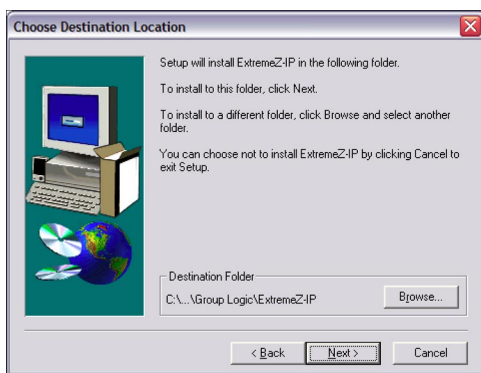 Choose Destination Location
Setup will install ExtremeZ-IP in the following folder.
To install to this folder, click Next.
To install to a different folder, click Browse and select another
folder.
You can choose not to install ExtremeZ-IP by clicking Cancel to
exit Setup.
Destination Folder
C:\...\Group Logic\ExtremeZ-IP
Browse...
< Back
Next >
Cancel